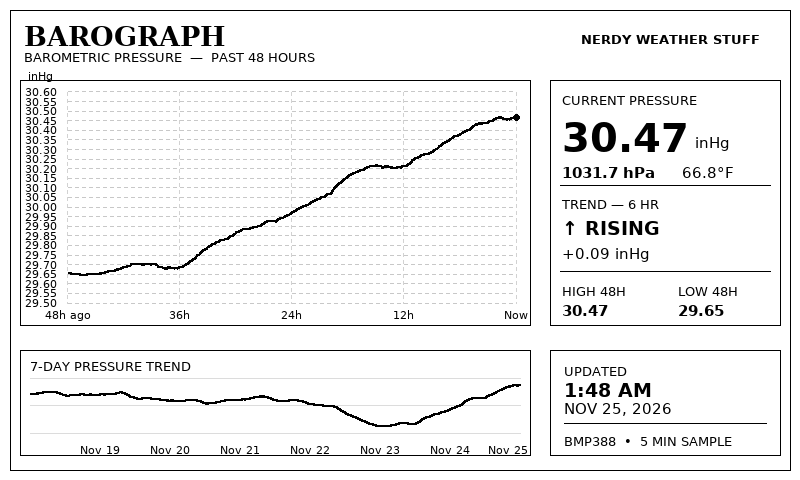 BAROGRAPH
BAROMETRIC PRESSURE — PAST 48 HOURS
NERDY WEATHER STUFF
inHg
30.60
30.50
30.45
30.40
30.35
30.30
30.25
30.20
30.15
30.10
30.05
30.00
29.95
29.90
29.85
29.80
29.75
29.70
29.65
29.60
29.55
29.50
48h ago 36h 24h 12h Now
CURRENT PRESSURE
30.47 inHg
1031.7 hPa 66.8°F
TREND — 6 HR
↑ RISING
+0.09 inHg
HIGH 48H LOW 48H
30.47 29.65
7-DAY PRESSURE TREND
Nov 19 Nov 20 Nov 21 Nov 22 Nov 23 Nov 24 Nov 25
UPDATED
1:48 AM
NOV 25, 2026
BMP388 • 5 MIN SAMPLE